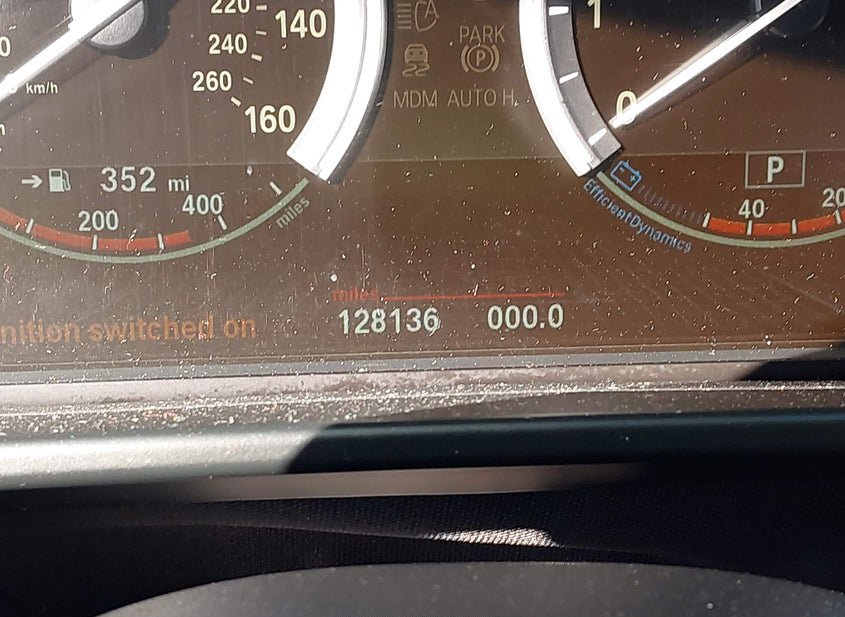 220
140
240
260
km/h
160
PARK
P
MDM AUTO H
1
0
352 mi
200
400
miles
P
40
20
EfficientDynamics
miles
128136 000.0
nition switched on